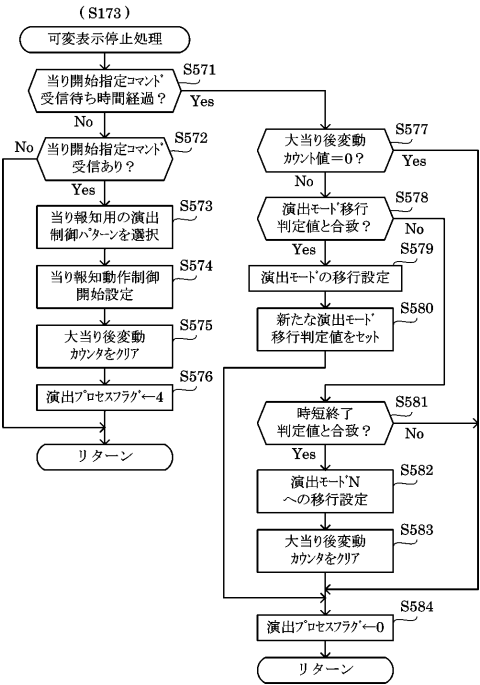 (S173)
可変表示停止処理
S571
当り開始指定ｺﾏﾝﾄﾞ
受信待ち時間経過？
Yes
No
S572
No
当り開始指定ｺﾏﾝﾄﾞ
受信あり？
Yes
S573
当り報知用の演出
制御ﾊﾟﾀｰﾝを選択
S574
当り報知動作制御
開始設定
S575
大当り後変動
ｶｳﾝﾀをｸﾘｱ
S576
演出ﾌﾟﾛｾｽﾌﾗｸﾞ←4
リターン
S577
大当り後変動
ｶｳﾝﾄ値＝0？
Yes
No
S578
演出ﾓｰﾄﾞ移行
判定値と合致？
No
Yes
S579
演出ﾓｰﾄﾞの移行設定
S580
新たな演出ﾓｰﾄﾞ
移行判定値をｾｯﾄ
S581
時短終了
判定値と合致？
No
Yes
S582
演出ﾓｰﾄﾞN
への移行設定
S583
大当り後変動
ｶｳﾝﾀをｸﾘｱ
S584
演出ﾌﾟﾛｾｽﾌﾗｸﾞ←0
リターン